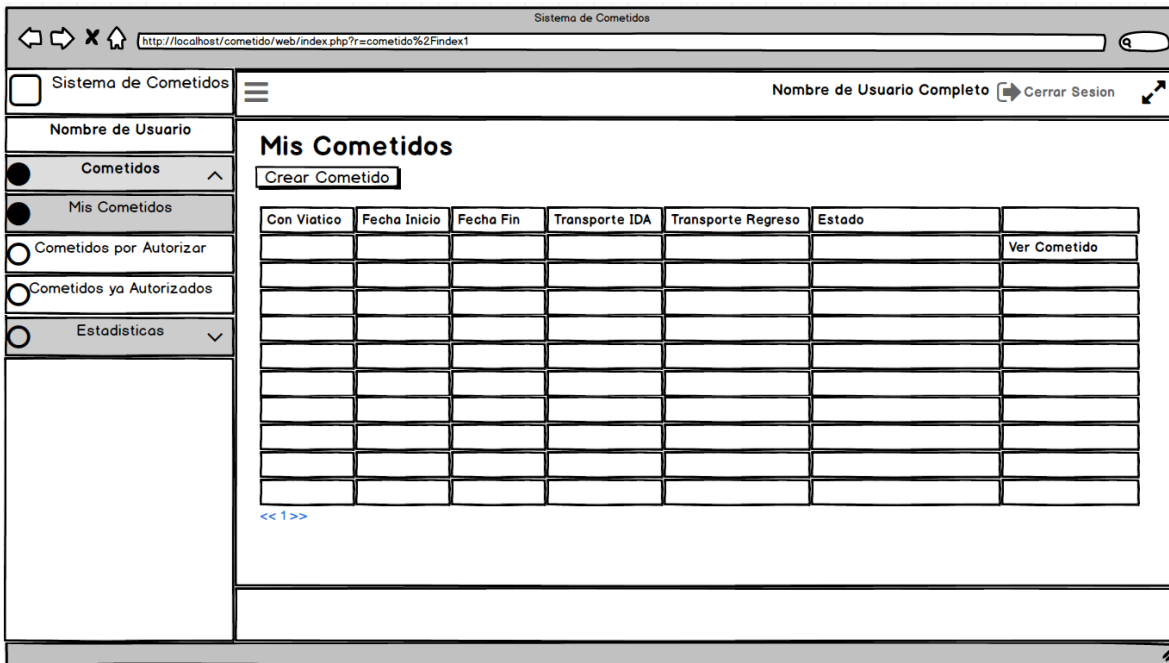 Sistema de Cometidos
http://localhost/cometido/web/index.php?r=cometido%2Findex1
Sistema de Cometidos
Nombre de Usuario Completo Cerrar Sesion
Nombre de Usuario
Cometidos
Mis Cometidos
Cometidos por Autorizar
Cometidos ya Autorizados
Estadisticas
Mis Cometidos
Crear Cometido
Con Viatico Fecha Inicio Fecha Fin Transporte IDA Transporte Regreso Estado
Ver Cometido
<< 1 >>